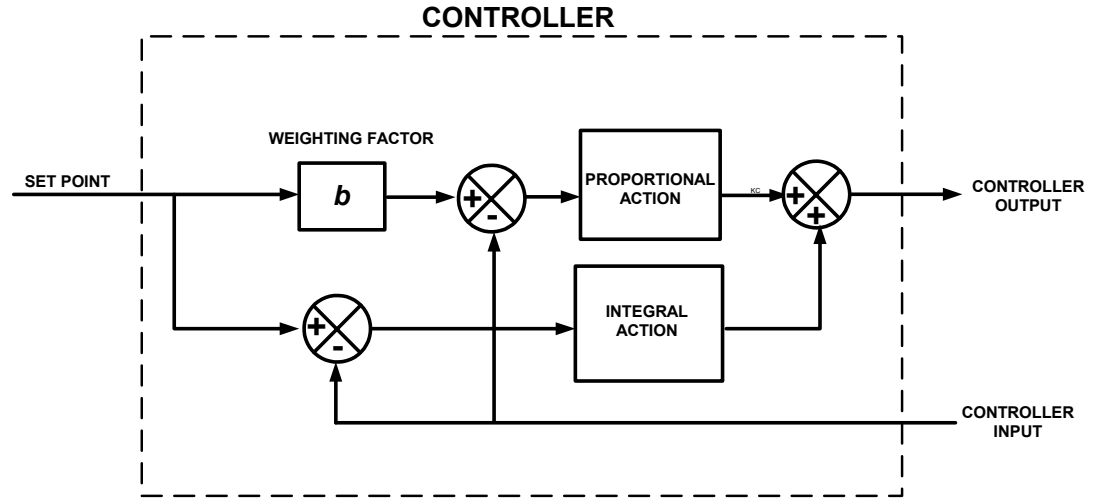 CONTROLLER
WEIGHTING FACTOR
SET POINT
b
+
-
PROPORTIONAL
ACTION
KC
+
+
CONTROLLER
OUTPUT
+
-
INTEGRAL
ACTION
CONTROLLER
INPUT